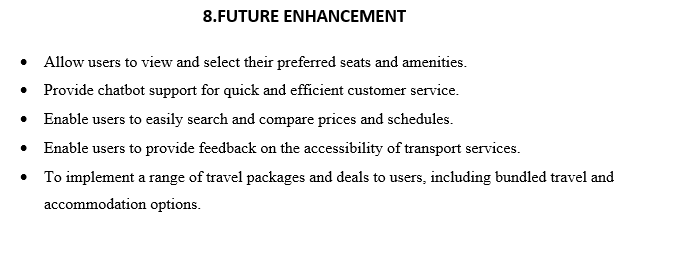 8.FUTURE ENHANCEMENT
• Allow users to view and select their preferred seats and amenities.
• Provide chatbot support for quick and efficient customer service.
• Enable users to easily search and compare prices and schedules.
• Enable users to provide feedback on the accessibility of transport services.
• To implement a range of travel packages and deals to users, including bundled travel and
accommodation options.